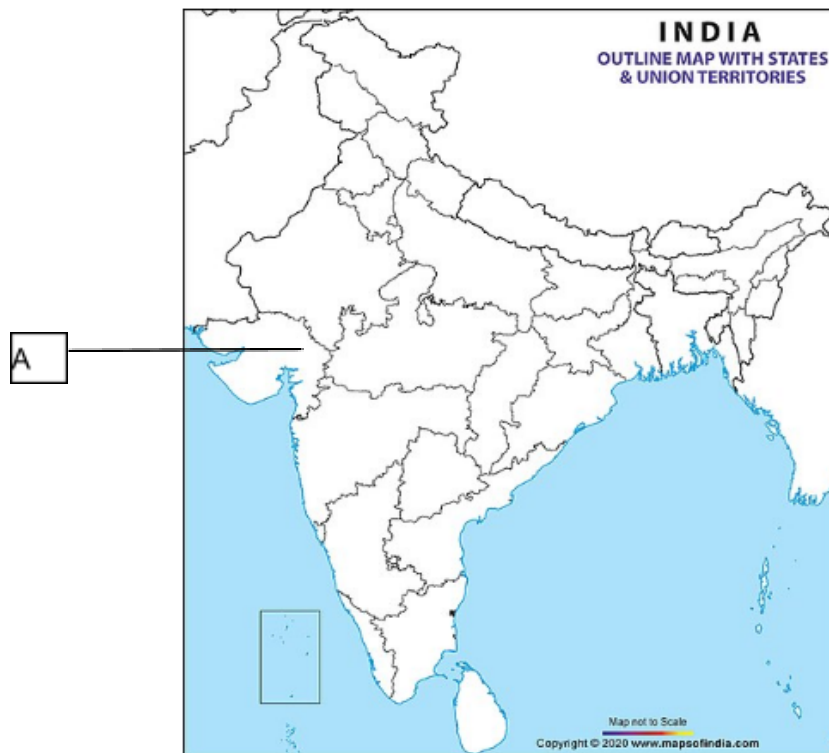 INDIA
OUTLINE MAP WITH STATES
& UNION TERRITORIES
A
Map not to Scale
Copyright © 2020 www.mapsofindia.com